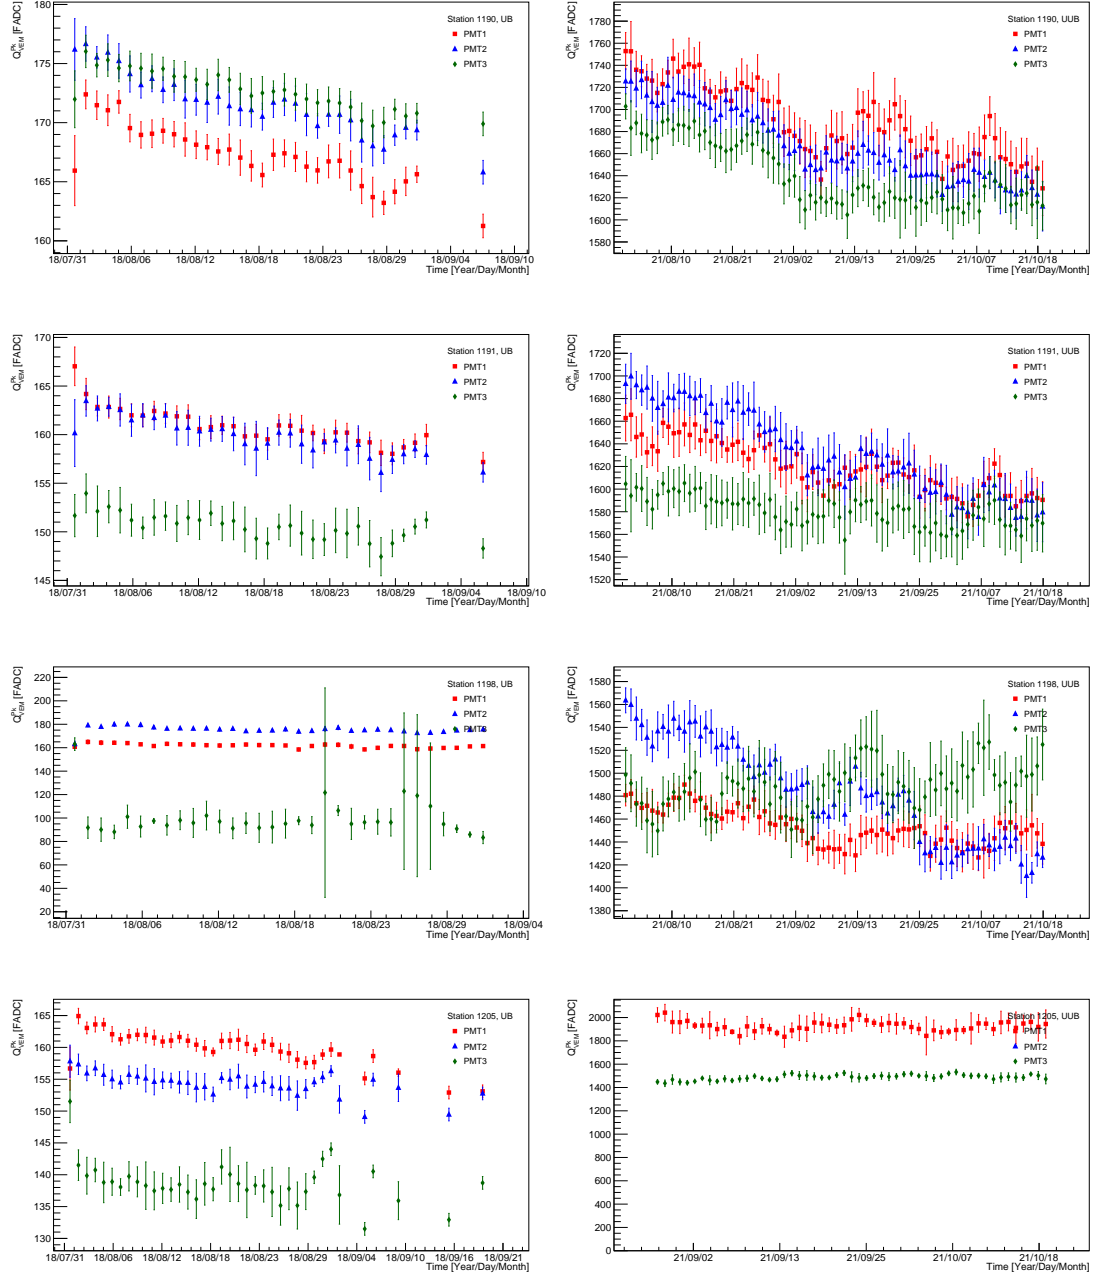 Station 1190, UB
PMT1
PMT2
PMT3
Q^{Pk}_{VEM} [FADC]
180
175
170
165
160
18/07/31 18/08/06 18/08/12 18/08/18 18/08/23 18/08/29 18/09/04 18/09/10
Time [Year/Day/Month]
Station 1190, UUB
PMT1
PMT2
PMT3
Q^{Pk}_{VEM} [FADC]
1780
1760
1740
1720
1700
1680
1660
1640
1620
1600
1580
21/08/10 21/08/21 21/09/02 21/09/13 21/09/25 21/10/07 21/10/18
Time [Year/Day/Month]
Station 1191, UB
PMT1
PMT2
PMT3
Q^{Pk}_{VEM} [FADC]
170
165
160
155
150
145
18/07/31 18/08/06 18/08/12 18/08/18 18/08/23 18/08/29 18/09/04 18/09/10
Time [Year/Day/Month]
Station 1191, UUB
PMT1
PMT2
PMT3
Q^{Pk}_{VEM} [FADC]
1720
1700
1680
1660
1640
1620
1600
1580
1560
1540
1520
21/08/10 21/08/21 21/09/02 21/09/13 21/09/25 21/10/07 21/10/18
Time [Year/Day/Month]
Station 1198, UB
PMT1
PMT2
PMT3
Q^{Pk}_{VEM} [FADC]
220
200
180
160
140
120
100
80
60
40
20
18/07/31 18/08/06 18/08/12 18/08/18 18/08/23 18/08/29 18/09/04
Time [Year/Day/Month]
Station 1198, UUB
PMT1
PMT2
PMT3
Q^{Pk}_{VEM} [FADC]
1580
1560
1540
1520
1500
1480
1460
1440
1420
1400
1380
21/08/10 21/08/21 21/09/02 21/09/13 21/09/25 21/10/07 21/10/18
Time [Year/Day/Month]
Station 1205, UB
PMT1
PMT2
PMT3
Q^{Pk}_{VEM} [FADC]
165
160
155
150
145
140
135
130
18/07/31 18/08/06 18/08/12 18/08/18 18/08/23 18/08/29 18/09/04 18/09/10 18/09/16 18/09/21
Time [Year/Day/Month]
Station 1205, UUB
PMT1
PMT2
PMT3
Q^{Pk}_{VEM} [FADC]
2000
1800
1600
1400
1200
1000
800
600
400
200
0
21/09/02 21/09/13 21/09/25 21/10/07 21/10/18
Time [Year/Day/Month]